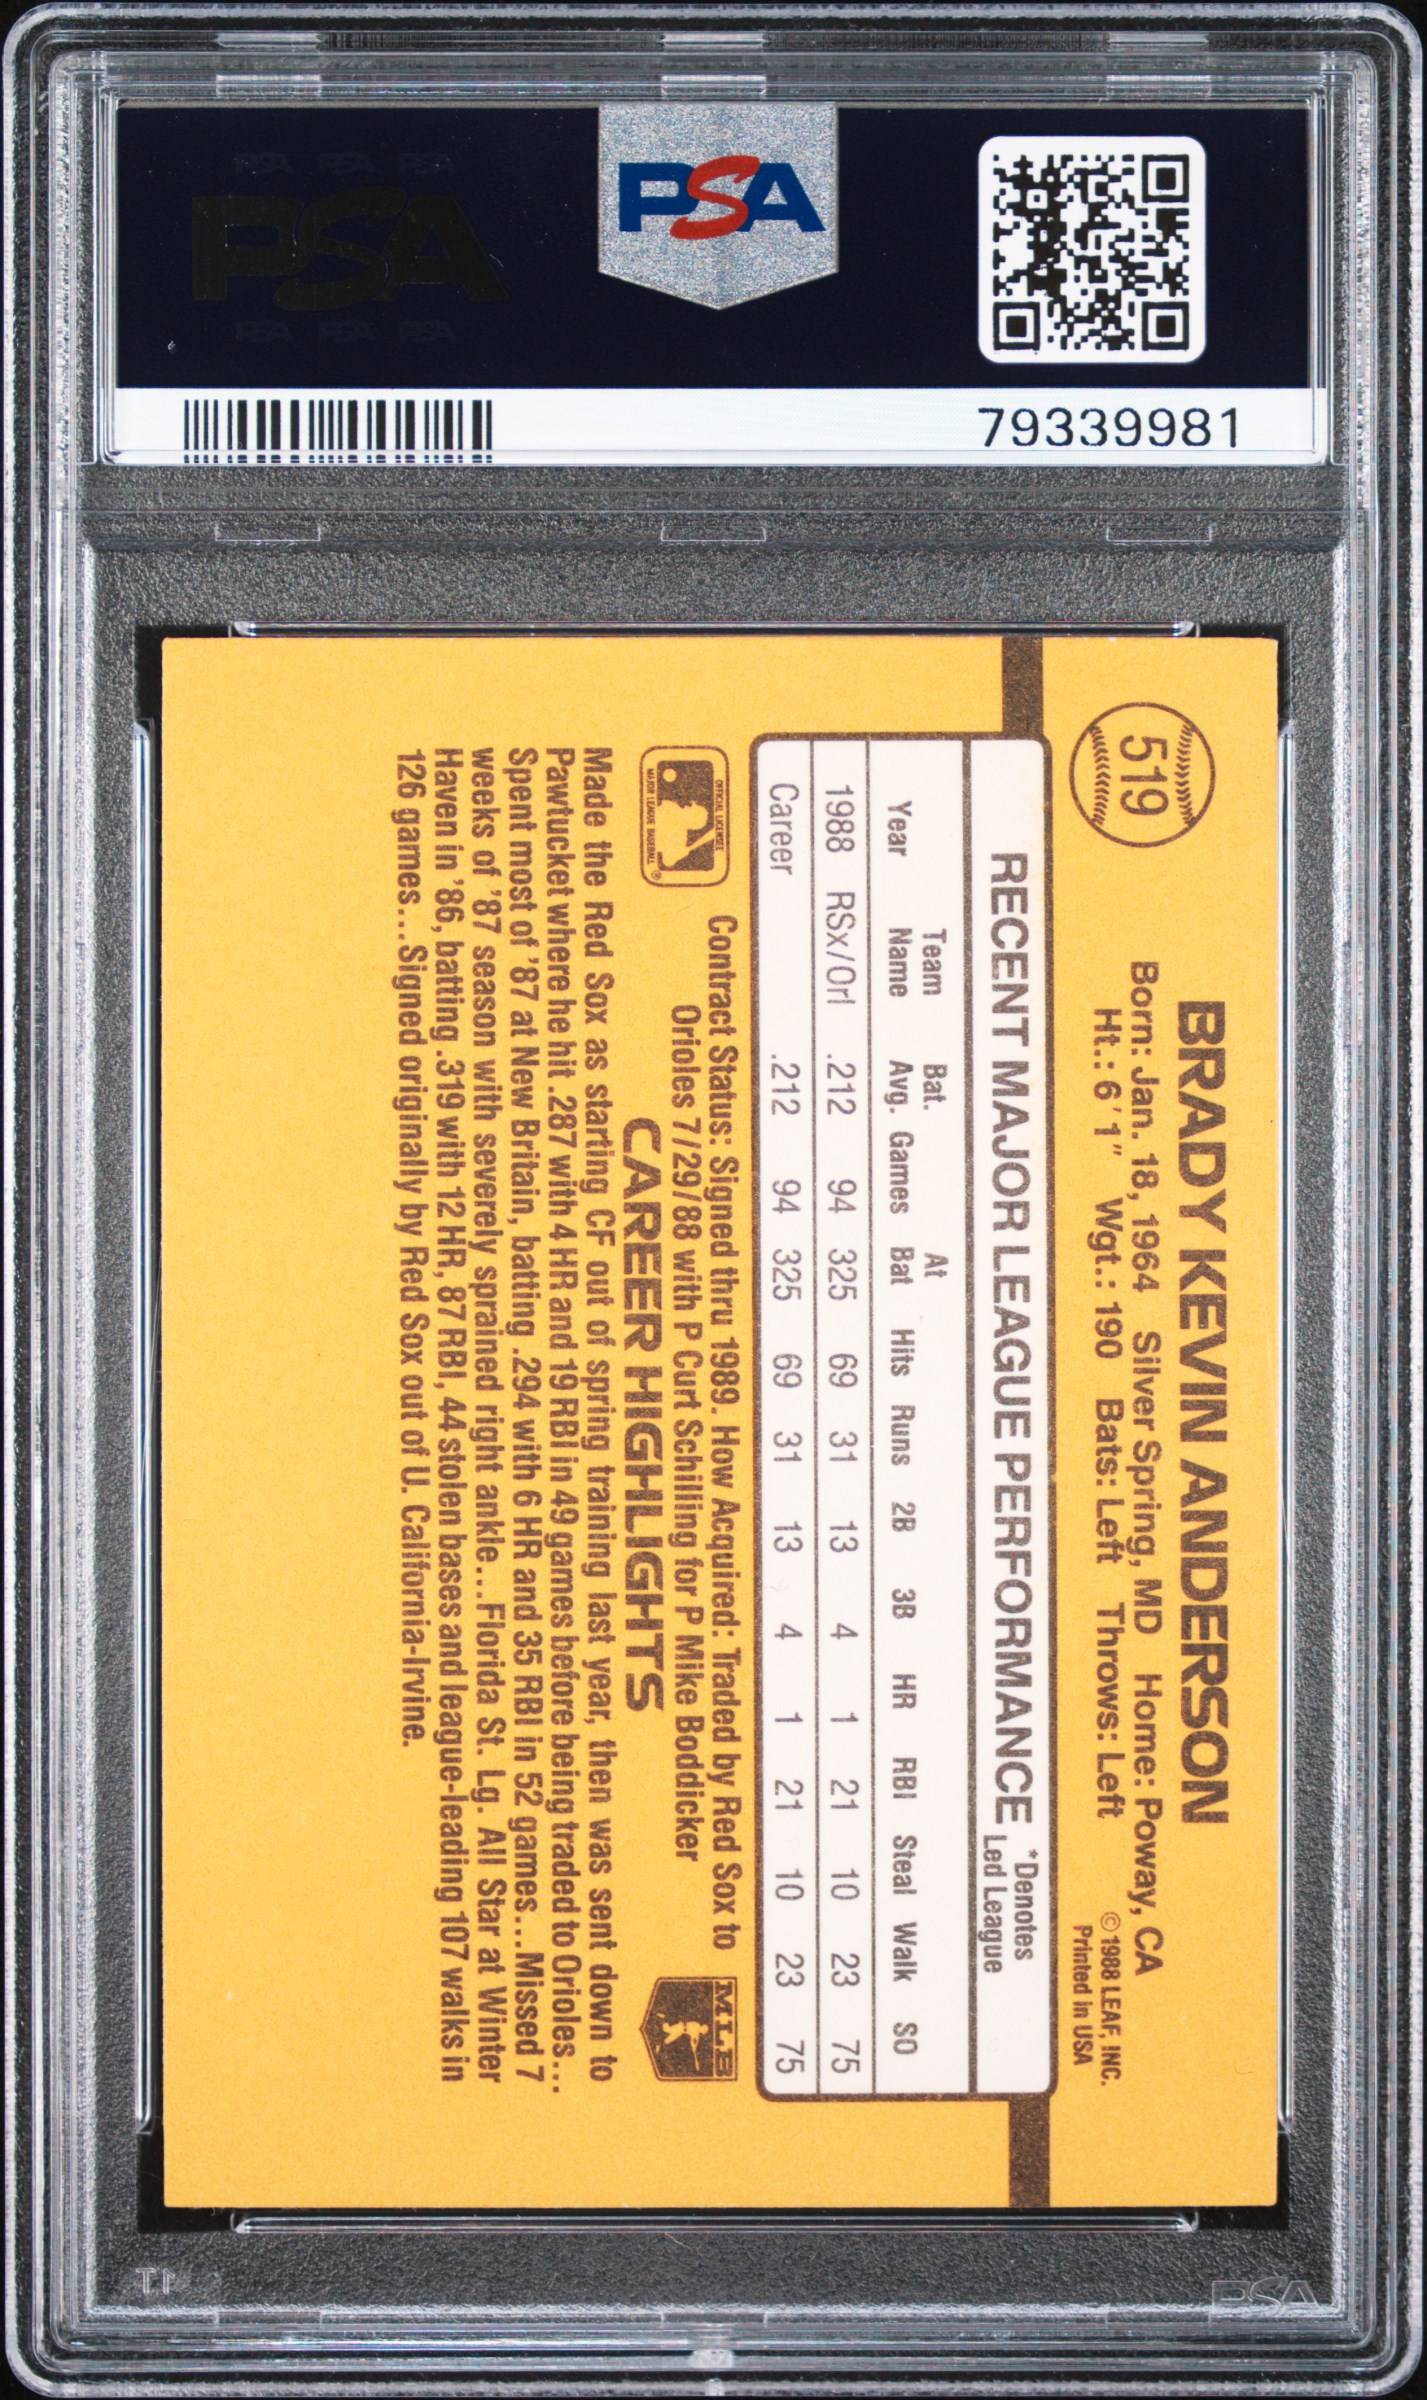 PSA
PSA
79339981
519
BRADY KEVIN ANDERSON
Born: Jan. 18, 1964 Silver Spring, MD Home: Poway, CA
Ht.: 6'1" Wgt.: 190 Bats: Left Throws: Left
© 1988 LEAF, INC.
Printed in USA
RECENT MAJOR LEAGUE PERFORMANCE
*Denotes
Led League
Year Team Name Bat. Avg. Games At Bat Hits Runs 2B 3B HR RBI Steal Walk SO
1988 RSx/Orl .212 94 325 69 31 13 4 1 21 10 23 75
Career .212 94 325 69 31 13 4 1 21 10 23 75
OFFICIAL LICENSEE
MAJOR LEAGUE BASEBALL
®
Contract Status: Signed thru 1989. How Acquired: Traded by Red Sox to
Orioles 7/29/88 with P Curt Schilling for P Mike Boddicker
MLB
CAREER HIGHLIGHTS
Made the Red Sox as starting CF out of spring training last year, then was sent down to
Pawtucket where he hit .287 with 4 HR and 19 RBI in 49 games before being traded to Orioles...
Spent most of '87 at New Britain, batting .294 with 6 HR and 35 RBI in 52 games...Missed 7
weeks of '87 season with severely sprained right ankle...Florida St. Lg. All Star at Winter
Haven in '86, batting .319 with 12 HR, 87 RBI, 44 stolen bases and league-leading 107 walks in
126 games...Signed originally by Red Sox out of U. California-Irvine.
PSA